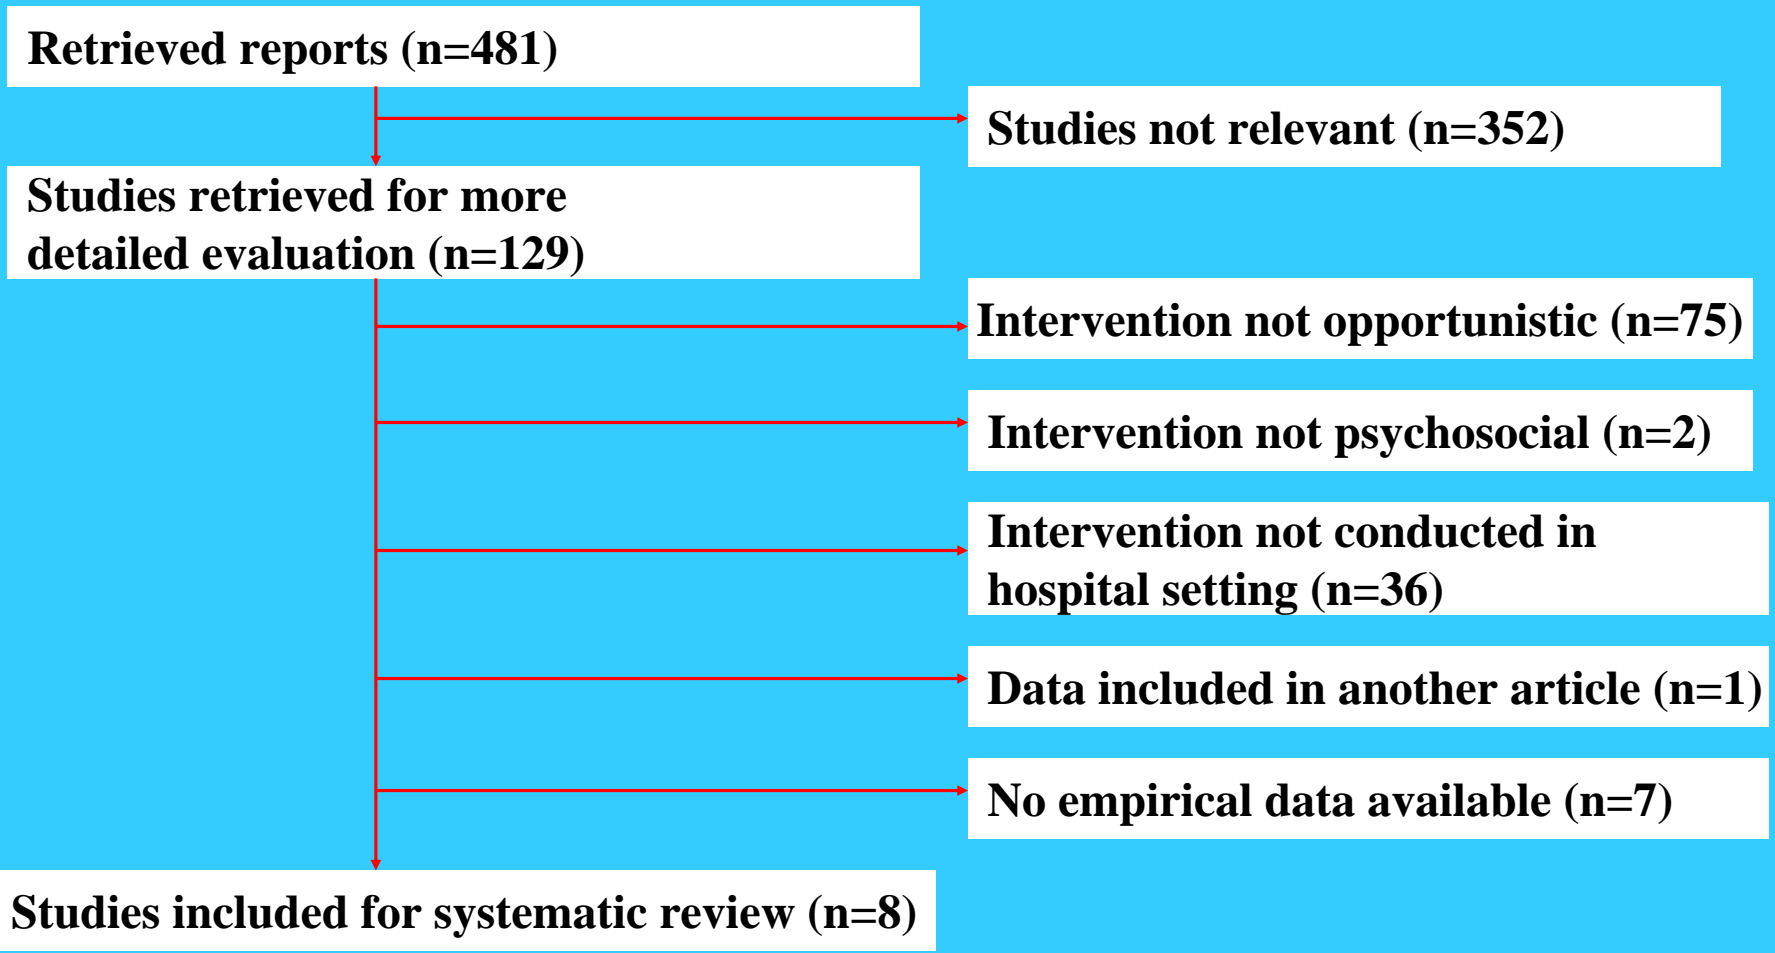 Retrieved reports (n=481)
Studies not relevant (n=352)
Studies retrieved for more
detailed evaluation (n=129)
Intervention not opportunistic (n=75)
Intervention not psychosocial (n=2)
Intervention not conducted in
hospital setting (n=36)
Data included in another article (n=1)
No empirical data available (n=7)
Studies included for systematic review (n=8)